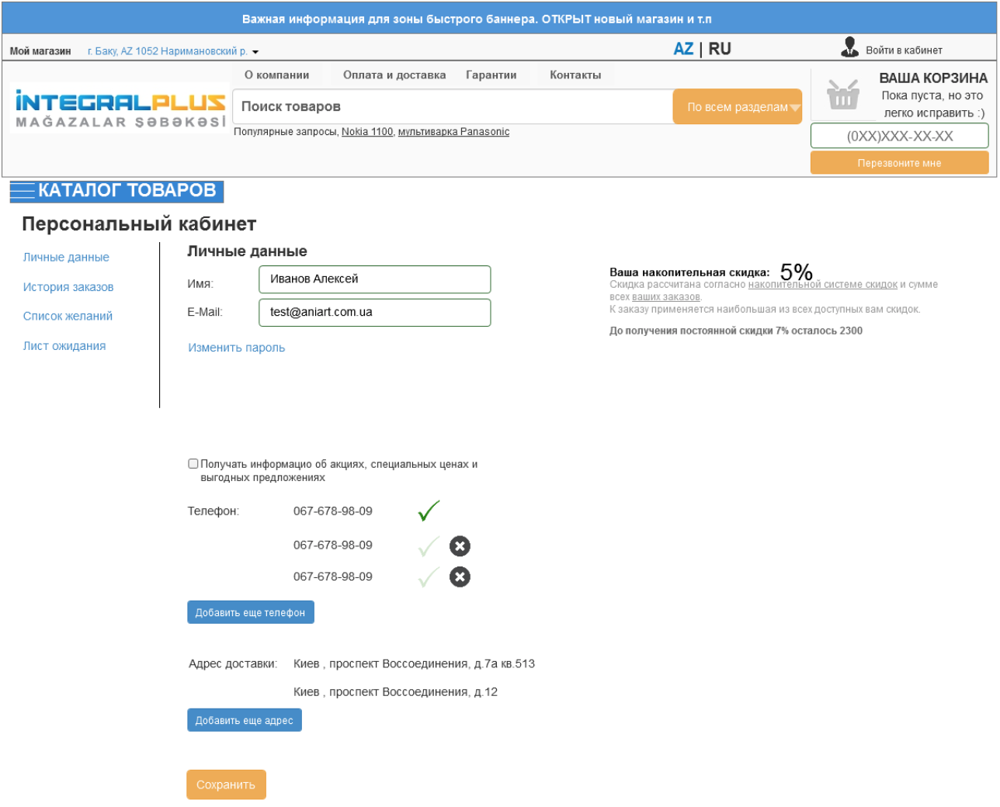 Важная информация для зоны быстрого баннера. ОТКРЫТ новый магазин и т.п
Мой магазин г. Баку, AZ 1052 Наримановский р. AZ | RU Войти в кабинет
О компании Оплата и доставка Гарантии Контакты
INTEGRALPLUS
MAĞAZALAR ŞƏBƏKƏSİ
Поиск товаров По всем разделам
Популярные запросы, Nokia 1100, мультиварка Panasonic
ВАША КОРЗИНА
Пока пуста, но это
легко исправить :)
(0XX)XXX-XX-XX
Перезвоните мне
КАТАЛОГ ТОВАРОВ
Персональный кабинет
Личные данные
История заказов
Список желаний
Лист ожидания
Личные данные
Имя: Иванов Алексей
E-Mail: test@aniart.com.ua
Изменить пароль
Ваша накопительная скидка: 5%
Скидка рассчитана согласно накопительной системе скидок и сумме
всех ваших заказов.
К заказу применяется наибольшая из всех доступных вам скидок.
До получения постоянной скидки 7% осталось 2300
Получать информацио об акциях, специальных ценах и
выгодных предложениях
Телефон: 067-678-98-09
067-678-98-09
067-678-98-09
Добавить еще телефон
Адрес доставки: Киев , проспект Воссоединения, д.7а кв.513
Киев , проспект Воссоединения, д.12
Добавить еще адрес
Сохранить